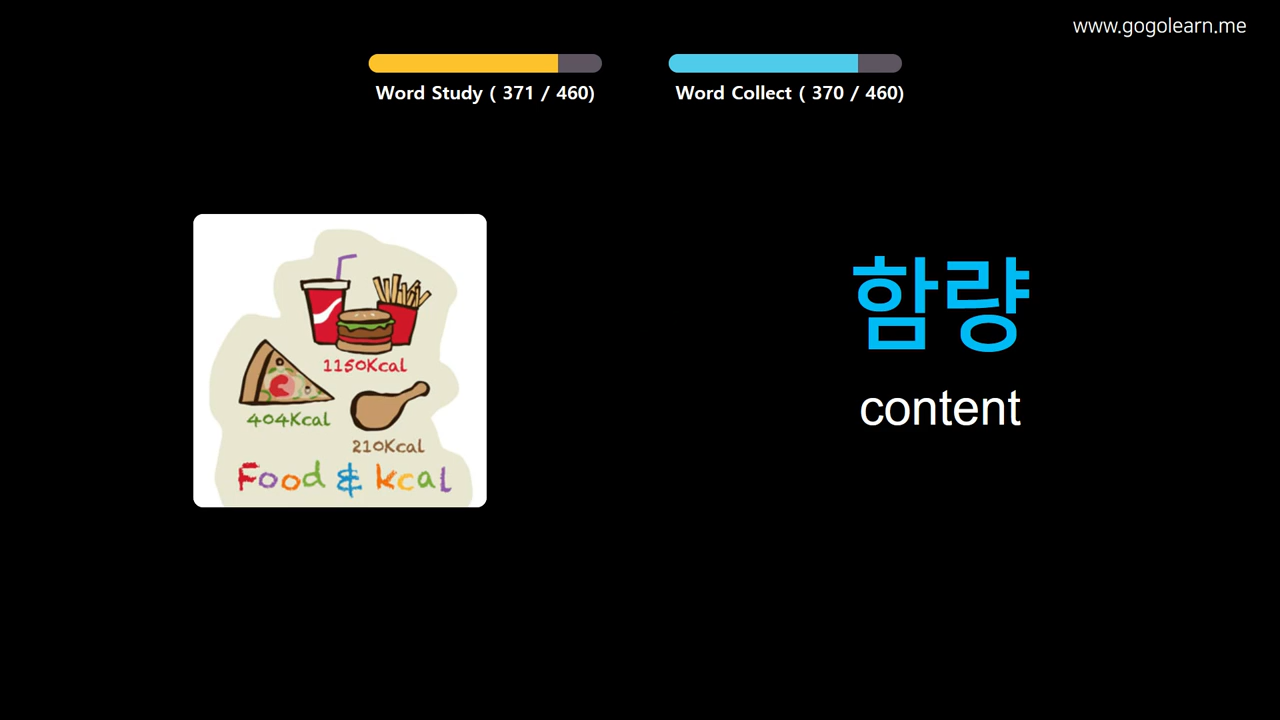 www.gogolearn.me
Word Study ( 371 / 460)
Word Collect ( 370 / 460)
1150Kcal
404Kcal
210Kcal
Food & kcal
함량
content